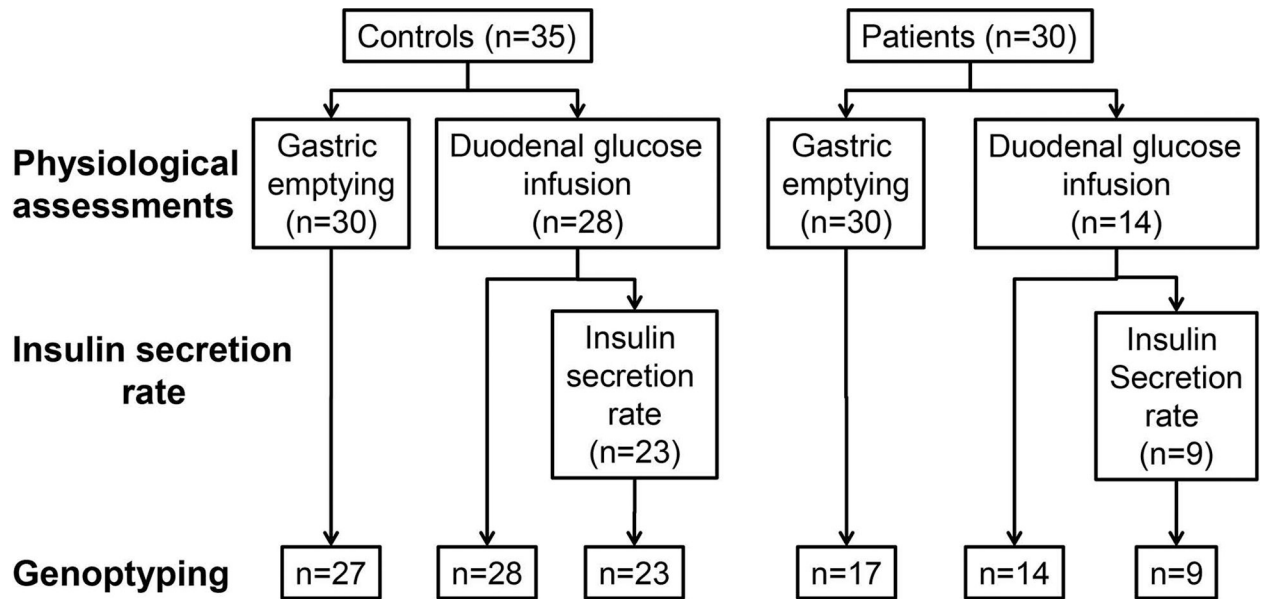 Controls (n=35)
Patients (n=30)
Physiological
assessments
Gastric
emptying
(n=30)
Duodenal glucose
infusion
(n=28)
Gastric
emptying
(n=30)
Duodenal glucose
infusion
(n=14)
Insulin secretion
rate
Insulin
secretion
rate
(n=23)
Insulin
Secretion
rate
(n=9)
Genoptyping
n=27
n=28
n=23
n=17
n=14
n=9